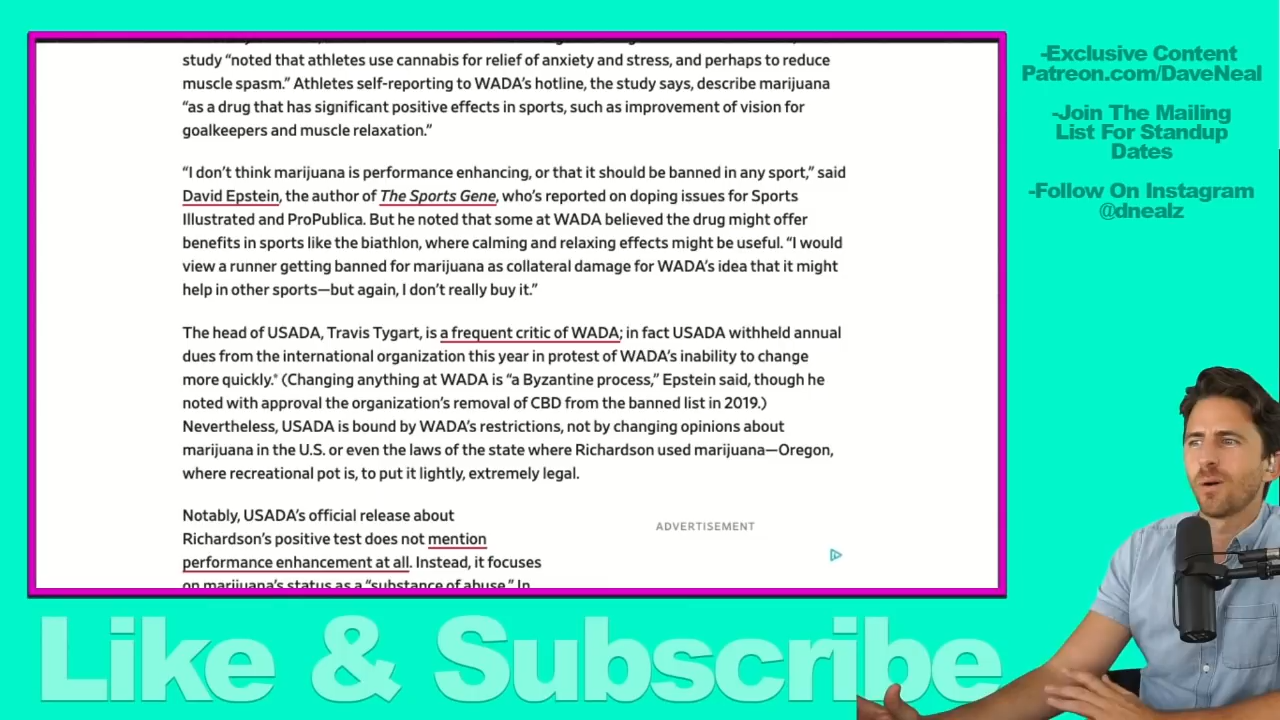 study “noted that athletes use cannabis for relief of anxiety and stress, and perhaps to reduce
muscle spasm.” Athletes self-reporting to WADA’s hotline, the study says, describe marijuana
“as a drug that has significant positive effects in sports, such as improvement of vision for
goalkeepers and muscle relaxation.”
“I don’t think marijuana is performance enhancing, or that it should be banned in any sport,” said
David Epstein, the author of The Sports Gene, who’s reported on doping issues for Sports
Illustrated and ProPublica. But he noted that some at WADA believed the drug might offer
benefits in sports like the biathlon, where calming and relaxing effects might be useful. “I would
view a runner getting banned for marijuana as collateral damage for WADA’s idea that it might
help in other sports—but again, I don’t really buy it.”
The head of USADA, Travis Tygart, is a frequent critic of WADA; in fact USADA withheld annual
dues from the international organization this year in protest of WADA’s inability to change
more quickly.* (Changing anything at WADA is “a Byzantine process,” Epstein said, though he
noted with approval the organization’s removal of CBD from the banned list in 2019.)
Nevertheless, USADA is bound by WADA’s restrictions, not by changing opinions about
marijuana in the U.S. or even the laws of the state where Richardson used marijuana—Oregon,
where recreational pot is, to put it lightly, extremely legal.
Notably, USADA’s official release about
Richardson’s positive test does not mention
performance enhancement at all. Instead, it focuses
on marijuana’s status as a “substance of abuse.” In
ADVERTISEMENT
-Exclusive Content
Patreon.com/DaveNeal
-Join The Mailing
List For Standup
Dates
-Follow On Instagram
@dnealz
Like & Subscribe